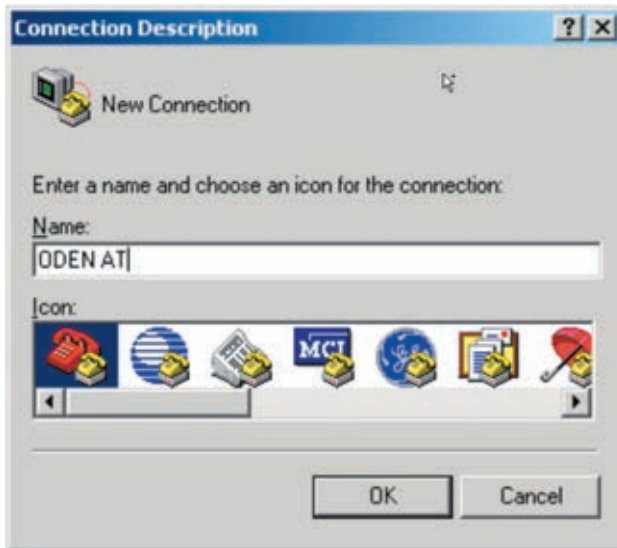 Connection Description
New Connection
Enter a name and choose an icon for the connection:
Name:
ODEN AT
Icon:
MCI
OK
Cancel